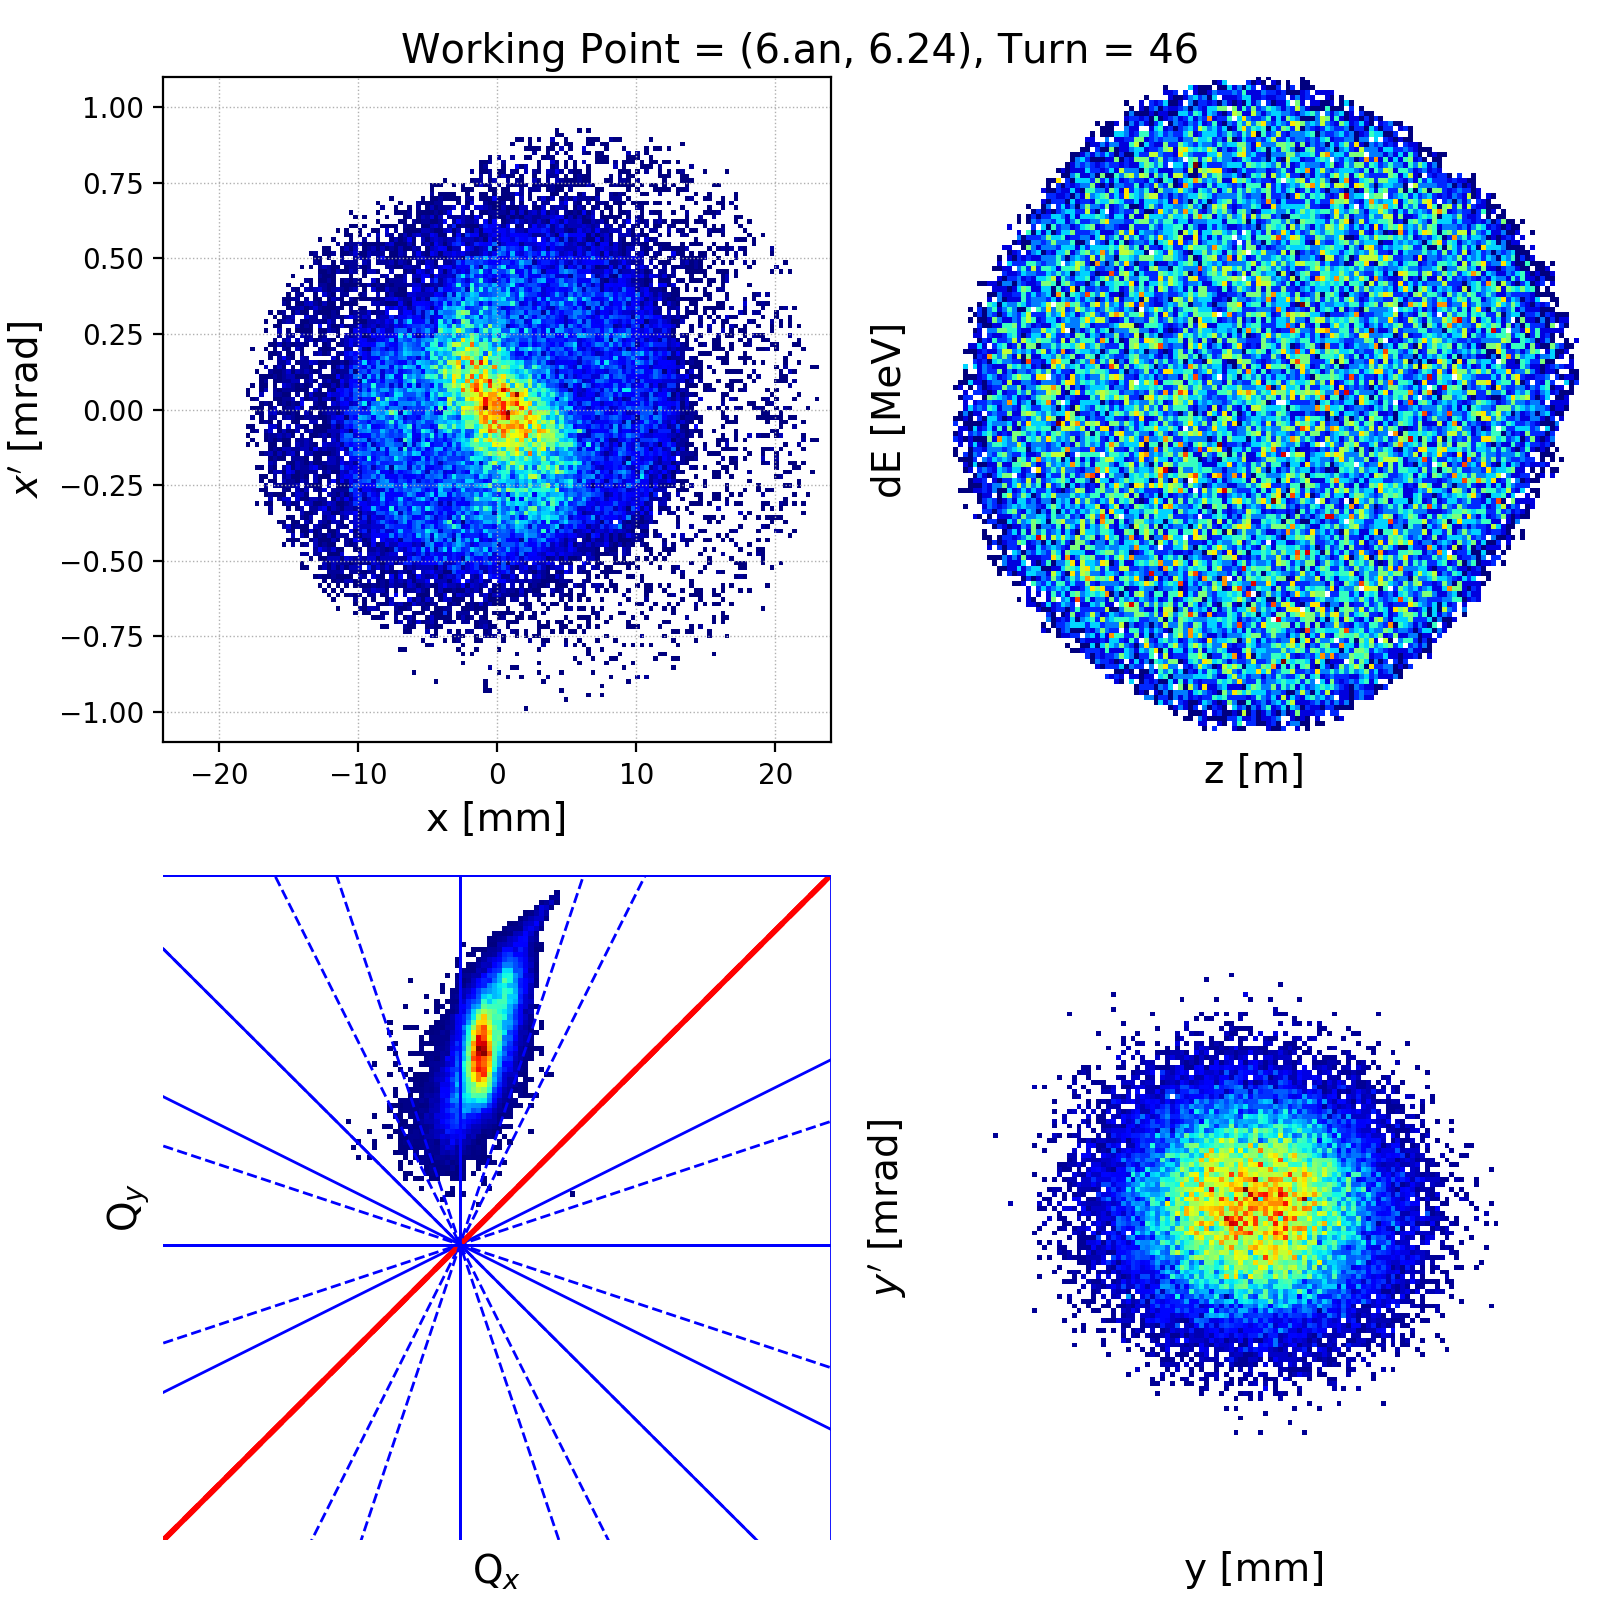 Working Point = (6.an, 6.24), Turn = 46
1.00
0.75
0.50
0.25
0.00
−0.25
−0.50
−0.75
−1.00
x′ [mrad]
−20 −10 0 10 20
x [mm]
dE [MeV]
z [m]
Qy
Qx
y′ [mrad]
y [mm]